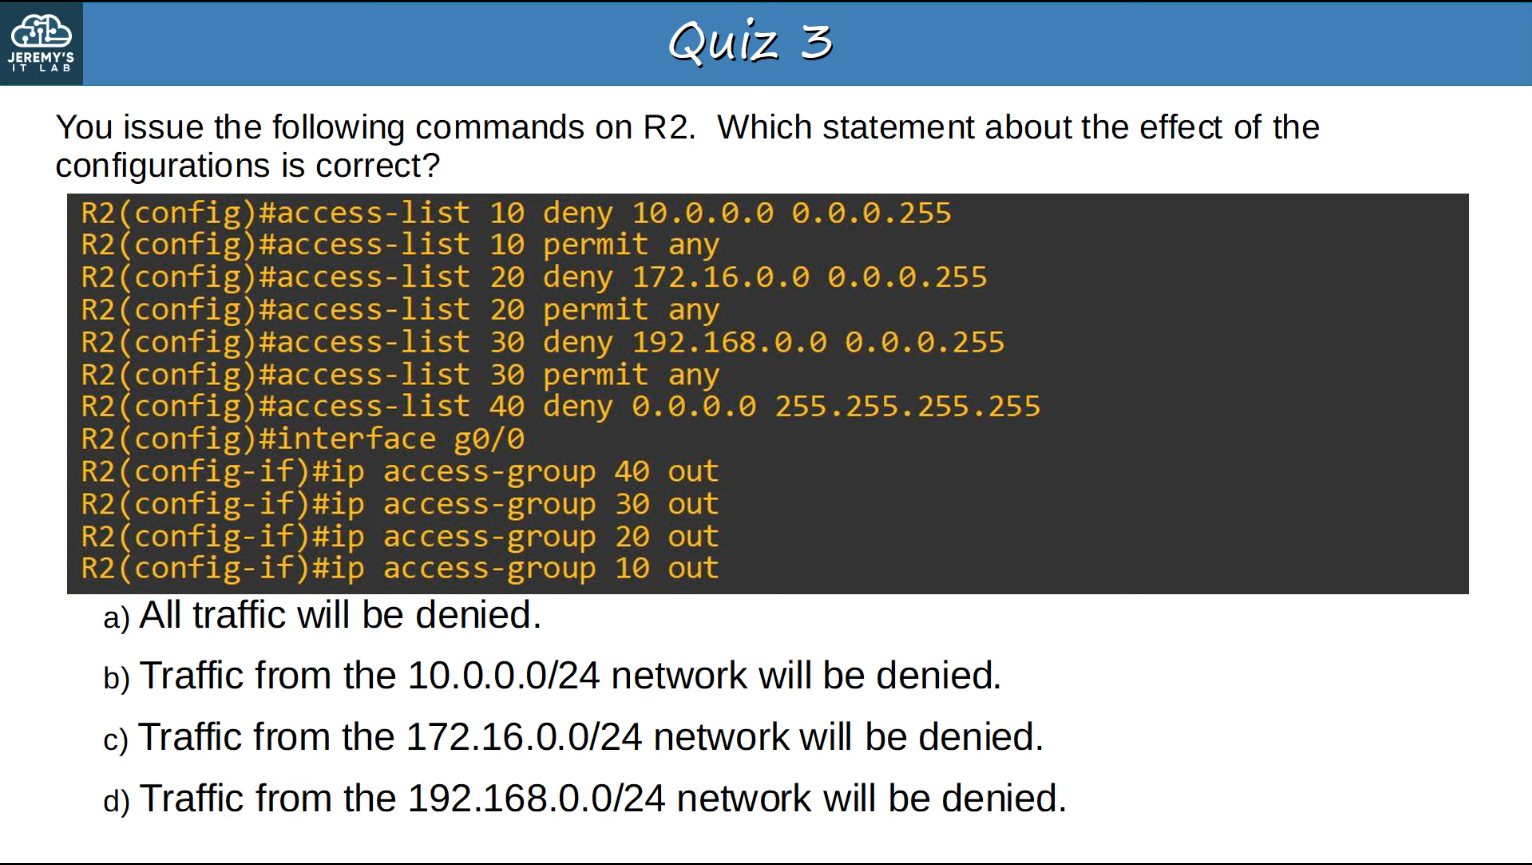 JEREMY'S
IT LAB
Quiz 3
You issue the following commands on R2.  Which statement about the effect of the
configurations is correct?
R2(config)#access-list 10 deny 10.0.0.0 0.0.0.255
R2(config)#access-list 10 permit any
R2(config)#access-list 20 deny 172.16.0.0 0.0.0.255
R2(config)#access-list 20 permit any
R2(config)#access-list 30 deny 192.168.0.0 0.0.0.255
R2(config)#access-list 30 permit any
R2(config)#access-list 40 deny 0.0.0.0 255.255.255.255
R2(config)#interface g0/0
R2(config-if)#ip access-group 40 out
R2(config-if)#ip access-group 30 out
R2(config-if)#ip access-group 20 out
R2(config-if)#ip access-group 10 out
a) All traffic will be denied.
b) Traffic from the 10.0.0.0/24 network will be denied.
c) Traffic from the 172.16.0.0/24 network will be denied.
d) Traffic from the 192.168.0.0/24 network will be denied.